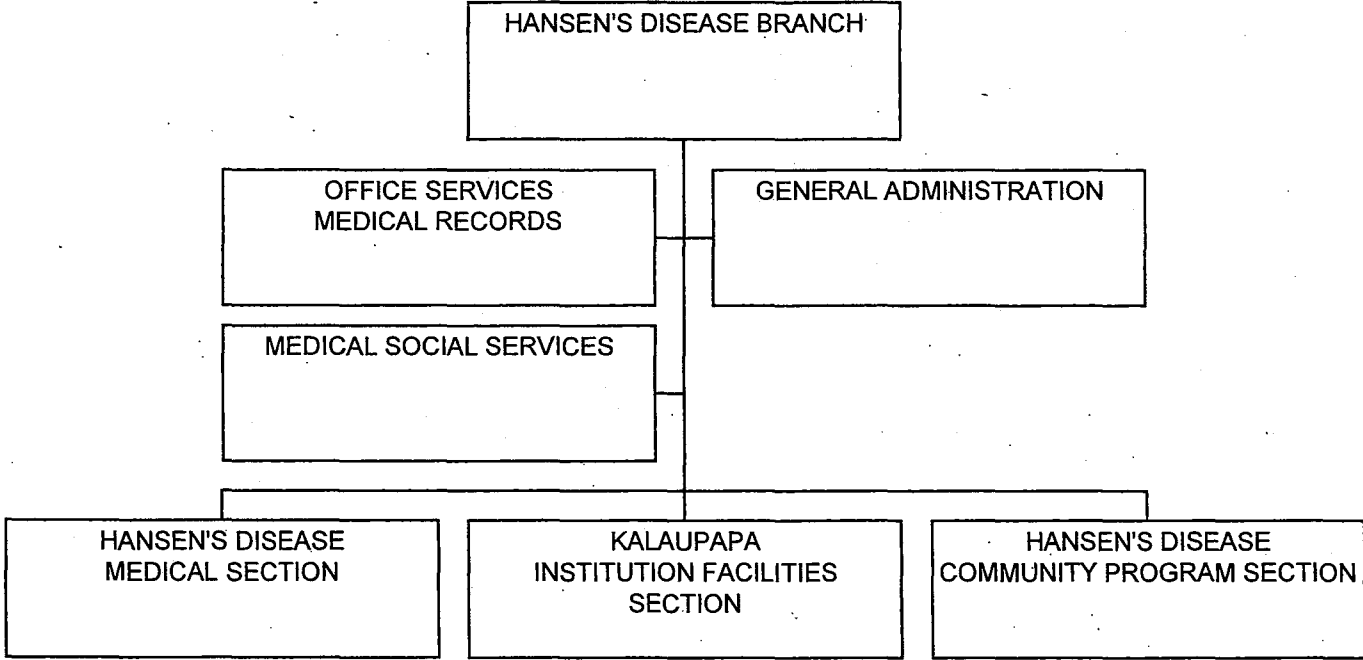 HANSEN'S DISEASE BRANCH
OFFICE SERVICES
MEDICAL RECORDS
GENERAL ADMINISTRATION
MEDICAL SOCIAL SERVICES
HANSEN'S DISEASE
MEDICAL SECTION
KALAUPAPA
INSTITUTION FACILITIES
SECTION
HANSEN'S DISEASE
COMMUNITY PROGRAM SECTION